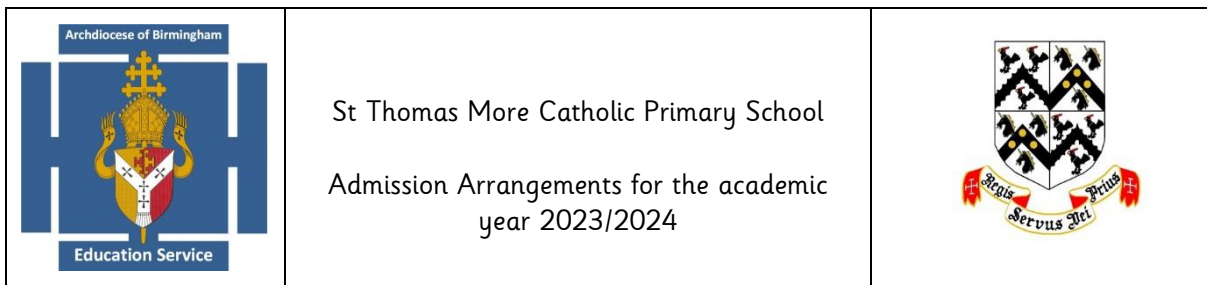 Archdiocese of Birmingham
Education Service
St Thomas More Catholic Primary School
Admission Arrangements for the academic
year 2023/2024
Regis
Servus Dei
Prius